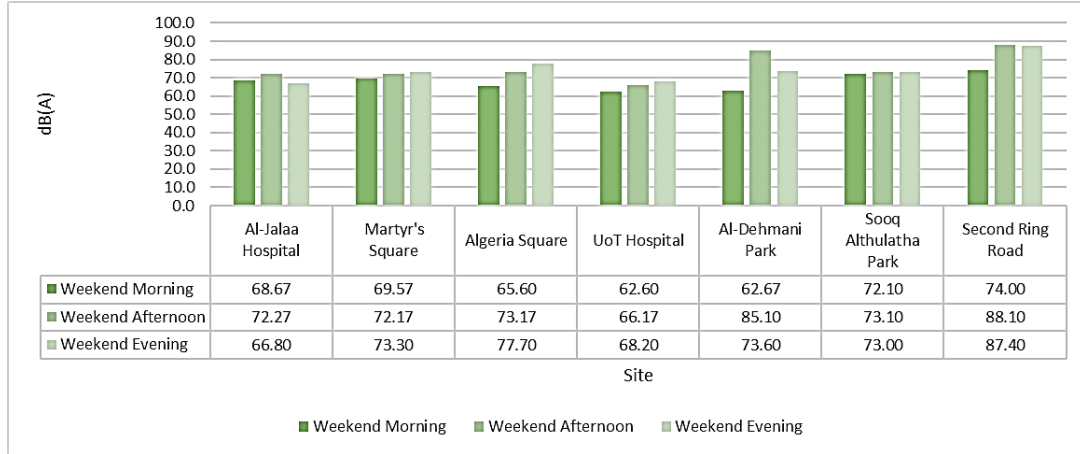 100.0
90.0
80.0
70.0
60.0
50.0
40.0
30.0
20.0
10.0
0.0
dB(A)
Al-Jalaa Hospital
Martyr's Square
Algeria Square
UoT Hospital
Al-Dehmani Park
Sooq Althulatha Park
Second Ring Road
Weekend Morning 68.67 69.57 65.60 62.60 62.67 72.10 74.00
Weekend Afternoon 72.27 72.17 73.17 66.17 85.10 73.10 88.10
Weekend Evening 66.80 73.30 77.70 68.20 73.60 73.00 87.40
Site
Weekend Morning Weekend Afternoon Weekend Evening